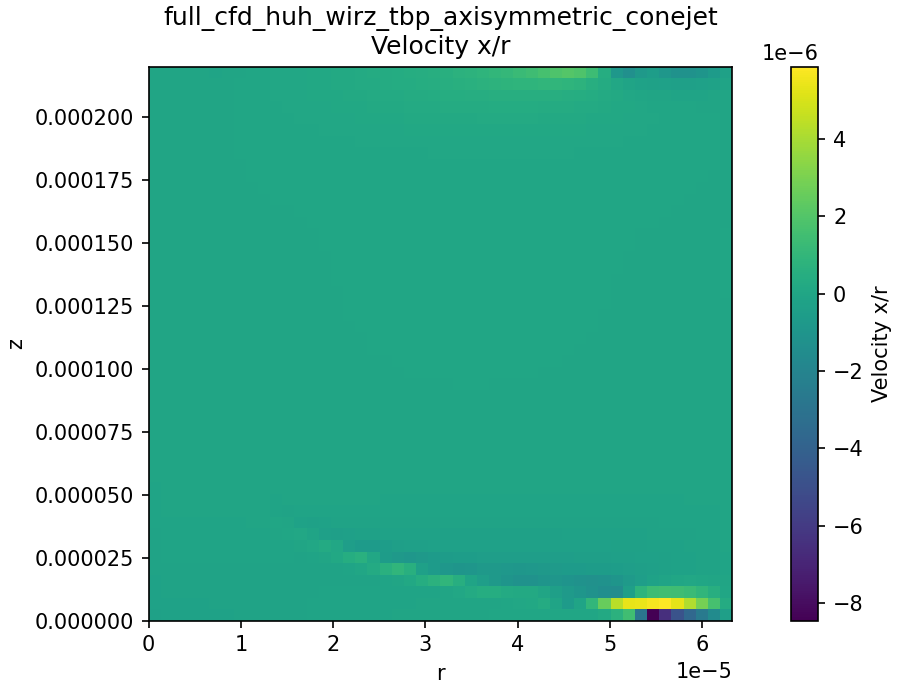 full_cfd_huh_wirz_tbp_axisymmetric_conejet
Velocity x/r
1e−6
0.000200
0.000175
0.000150
0.000125
0.000100
0.000075
0.000050
0.000025
0.000000
z
0 1 2 3 4 5 6
1e−5
r
4
2
0
−2
−4
−6
−8
Velocity x/r